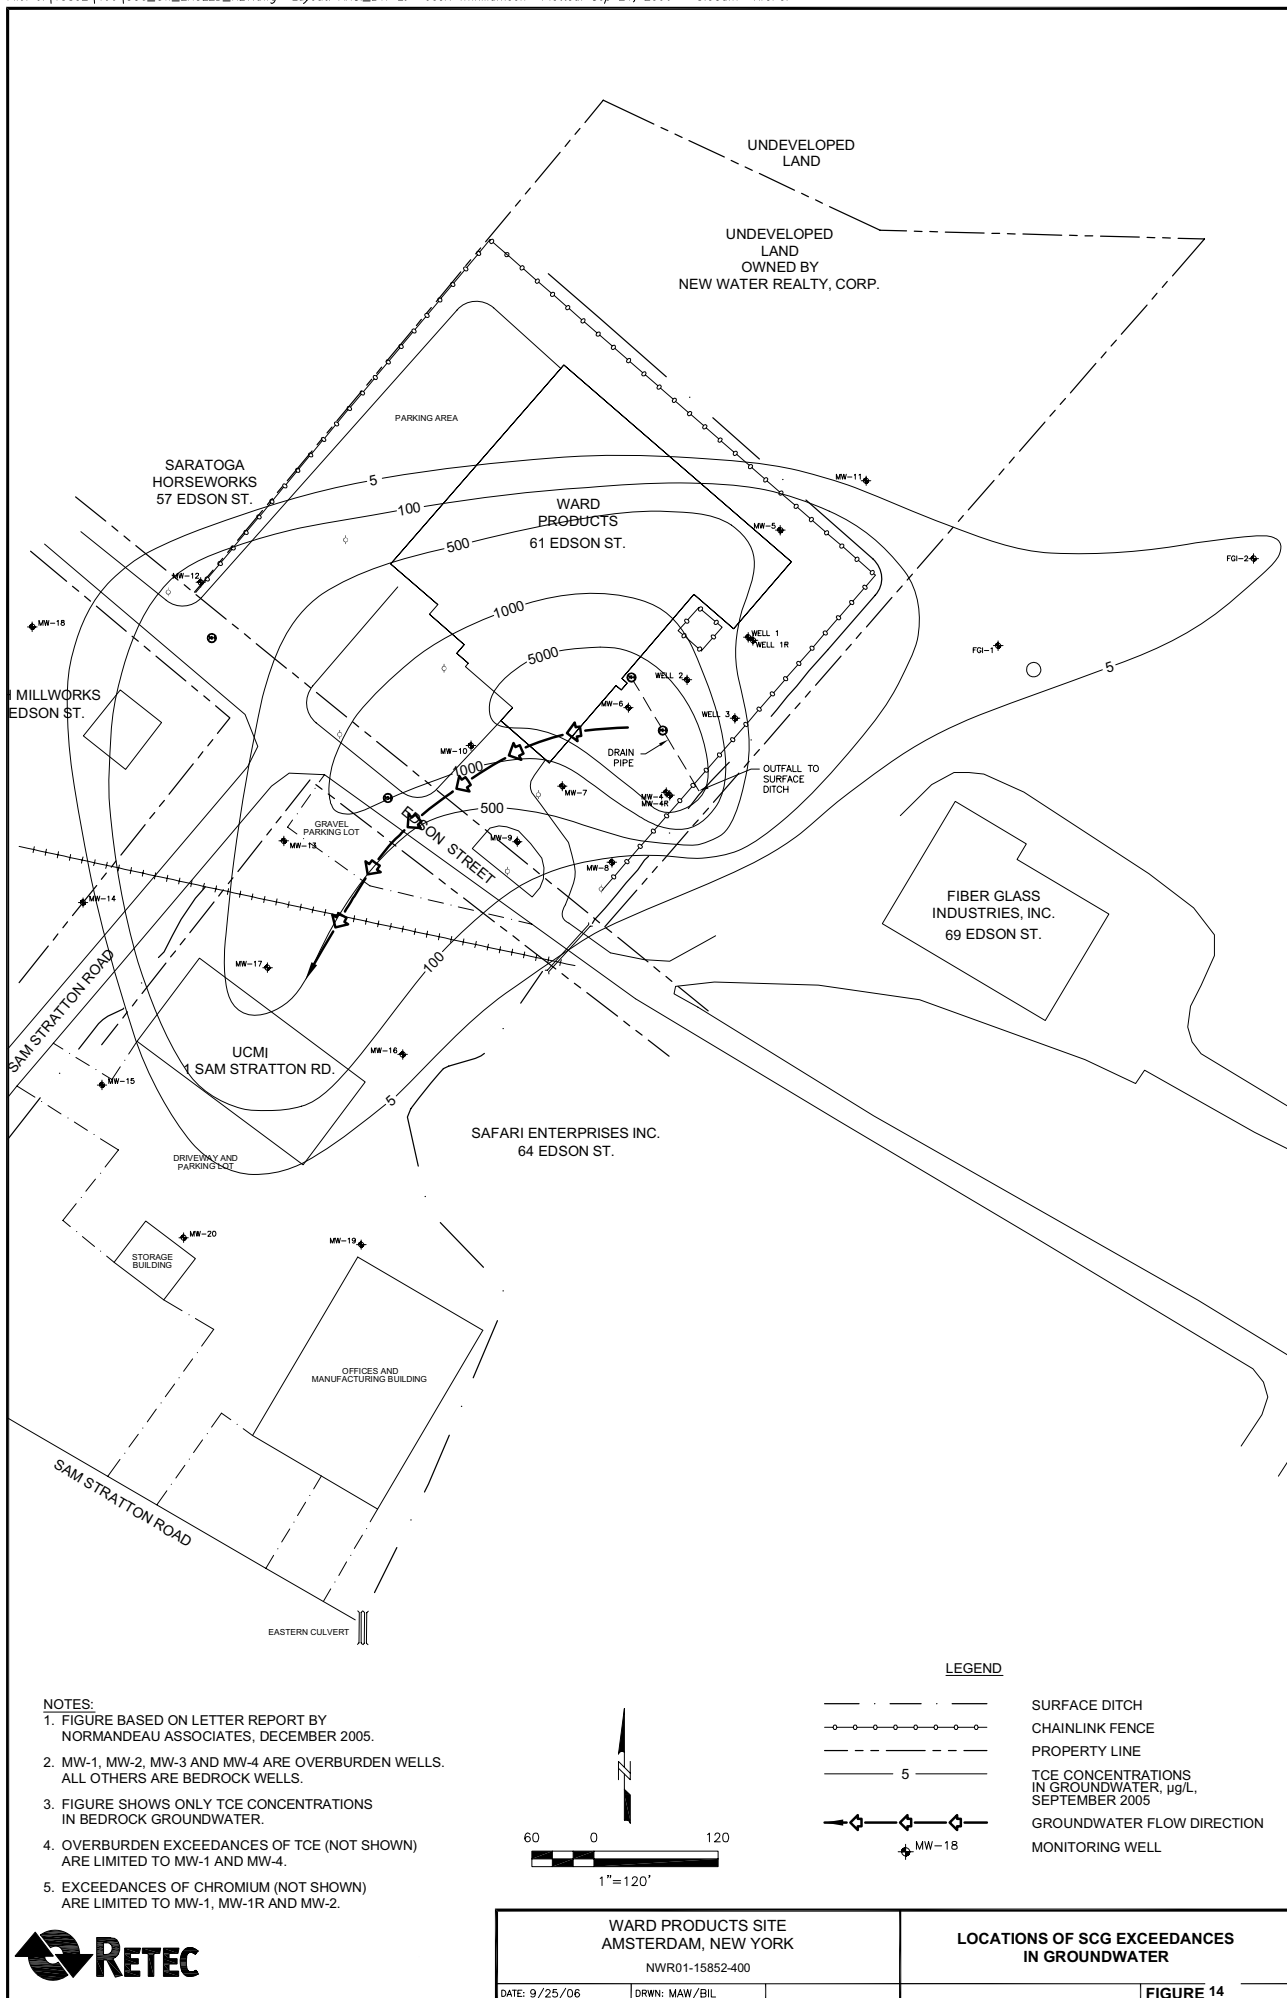 UNDEVELOPED
LAND
UNDEVELOPED
LAND
OWNED BY
NEW WATER REALTY, CORP.
PARKING AREA
SARATOGA
HORSEWORKS
57 EDSON ST.
5
100
500
1000
5000
WARD
PRODUCTS
61 EDSON ST.
MW-11
MW-5
FGI-2
MW-12
MW-18
WELL 1
WELL 1R
FGI-1
5
WELL 2
MW-6
WELL 3
MILLWORKS
EDSON ST.
MW-10
DRAIN
PIPE
OUTFALL TO
SURFACE
DITCH
1000
MW-7
MW-4
MW-4R
500
GRAVEL
PARKING LOT
EDSON STREET
MW-13
MW-9
MW-8
MW-14
FIBER GLASS
INDUSTRIES, INC.
69 EDSON ST.
SAM STRATTON ROAD
MW-17
100
UCMI
1 SAM STRATTON RD.
MW-16
MW-15
5
SAFARI ENTERPRISES INC.
64 EDSON ST.
DRIVEWAY AND
PARKING LOT
MW-20
MW-19
STORAGE
BUILDING
OFFICES AND
MANUFACTURING BUILDING
SAM STRATTON ROAD
EASTERN CULVERT
NOTES:
1. FIGURE BASED ON LETTER REPORT BY
NORMANDEAU ASSOCIATES, DECEMBER 2005.
2. MW-1, MW-2, MW-3 AND MW-4 ARE OVERBURDEN WELLS.
ALL OTHERS ARE BEDROCK WELLS.
3. FIGURE SHOWS ONLY TCE CONCENTRATIONS
IN BEDROCK GROUNDWATER.
4. OVERBURDEN EXCEEDANCES OF TCE (NOT SHOWN)
ARE LIMITED TO MW-1 AND MW-4.
5. EXCEEDANCES OF CHROMIUM (NOT SHOWN)
ARE LIMITED TO MW-1, MW-1R AND MW-2.
N
60 0 120
1"=120'
LEGEND
SURFACE DITCH
CHAINLINK FENCE
PROPERTY LINE
5 TCE CONCENTRATIONS
IN GROUNDWATER, µg/L,
SEPTEMBER 2005
GROUNDWATER FLOW DIRECTION
MW-18 MONITORING WELL
RETEC
WARD PRODUCTS SITE
AMSTERDAM, NEW YORK
NWR01-15852-400
LOCATIONS OF SCG EXCEEDANCES
IN GROUNDWATER
DATE: 9/25/06
DRWN: MAW/BIL
FIGURE 14